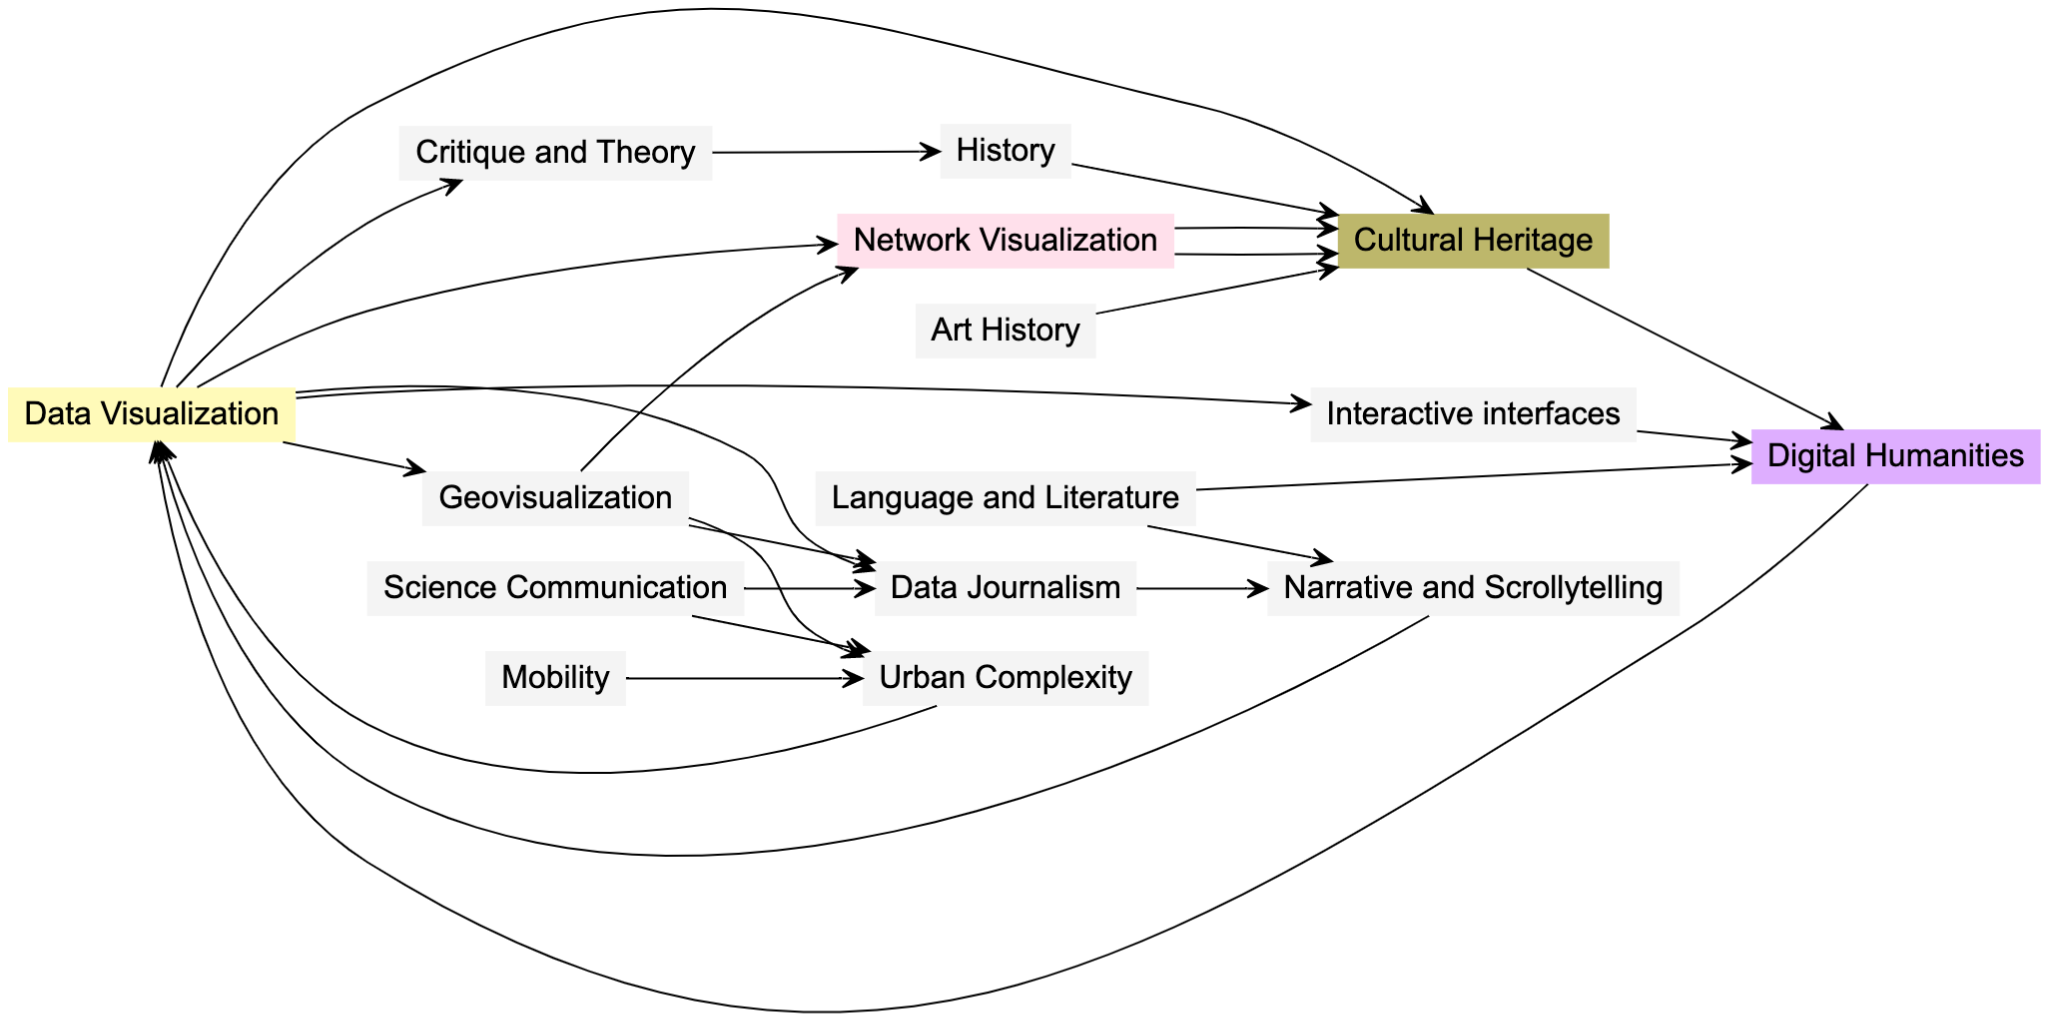 Critique and Theory
History
Network Visualization
Cultural Heritage
Art History
Data Visualization
Interactive interfaces
Digital Humanities
Geovisualization
Language and Literature
Science Communication
Data Journalism
Narrative and Scrollytelling
Mobility
Urban Complexity